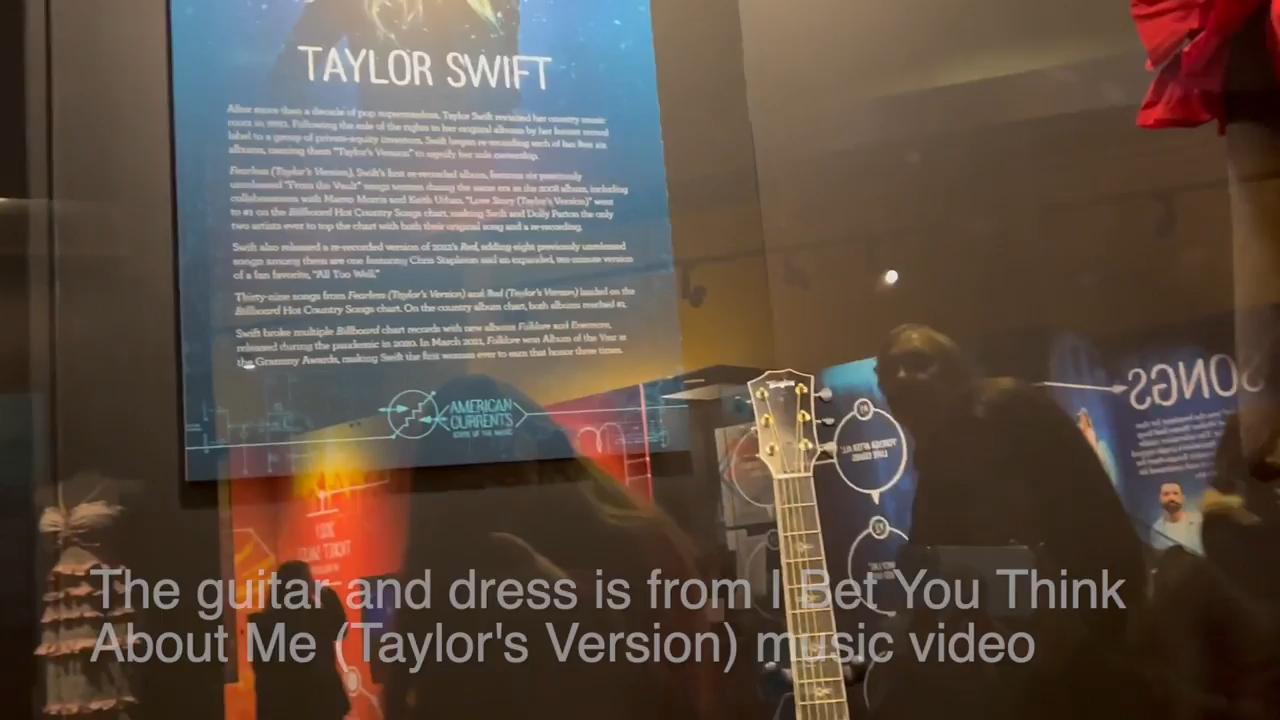 TAYLOR SWIFT
After more than a decade of pop superstardom, Taylor Swift revisited her country music
roots in 2021. Following the sale of the rights to her original albums by her former record
label to a group of private-equity investors, Swift began re-recording each of her first six
albums, naming them "Taylor's Version" to signify her sole ownership.
Fearless (Taylor's Version), Swift's first re-recorded album, features six previously
unreleased "From the Vault" songs written during the same era as the 2008 album, including
collaborations with Maren Morris and Keith Urban. "Love Story (Taylor's Version)" went
to #1 on the Billboard Hot Country Songs chart, making Swift and Dolly Parton the only
two artists ever to top the chart with both their original song and a re-recording.
Swift also released a re-recorded version of 2012's Red, adding eight previously unreleased
songs among them are one featuring Chris Stapleton and an expanded, ten-minute version
of a fan favorite, "All Too Well."
Thirty-nine songs from Fearless (Taylor's Version) and Red (Taylor's Version) landed on the
Billboard Hot Country Songs chart. On the country album chart, both albums reached #1.
Swift broke multiple Billboard chart records with new albums Folklore and Evermore,
released during the pandemic in 2020. In March 2021, Folklore won Album of the Year at
the Grammy Awards, making Swift the first woman ever to earn that honor three times.
AMERICAN
CURRENTS
STATE OF THE MUSIC
Taylor
SONGS
The guitar and dress is from I Bet You Think
About Me (Taylor's Version) music video